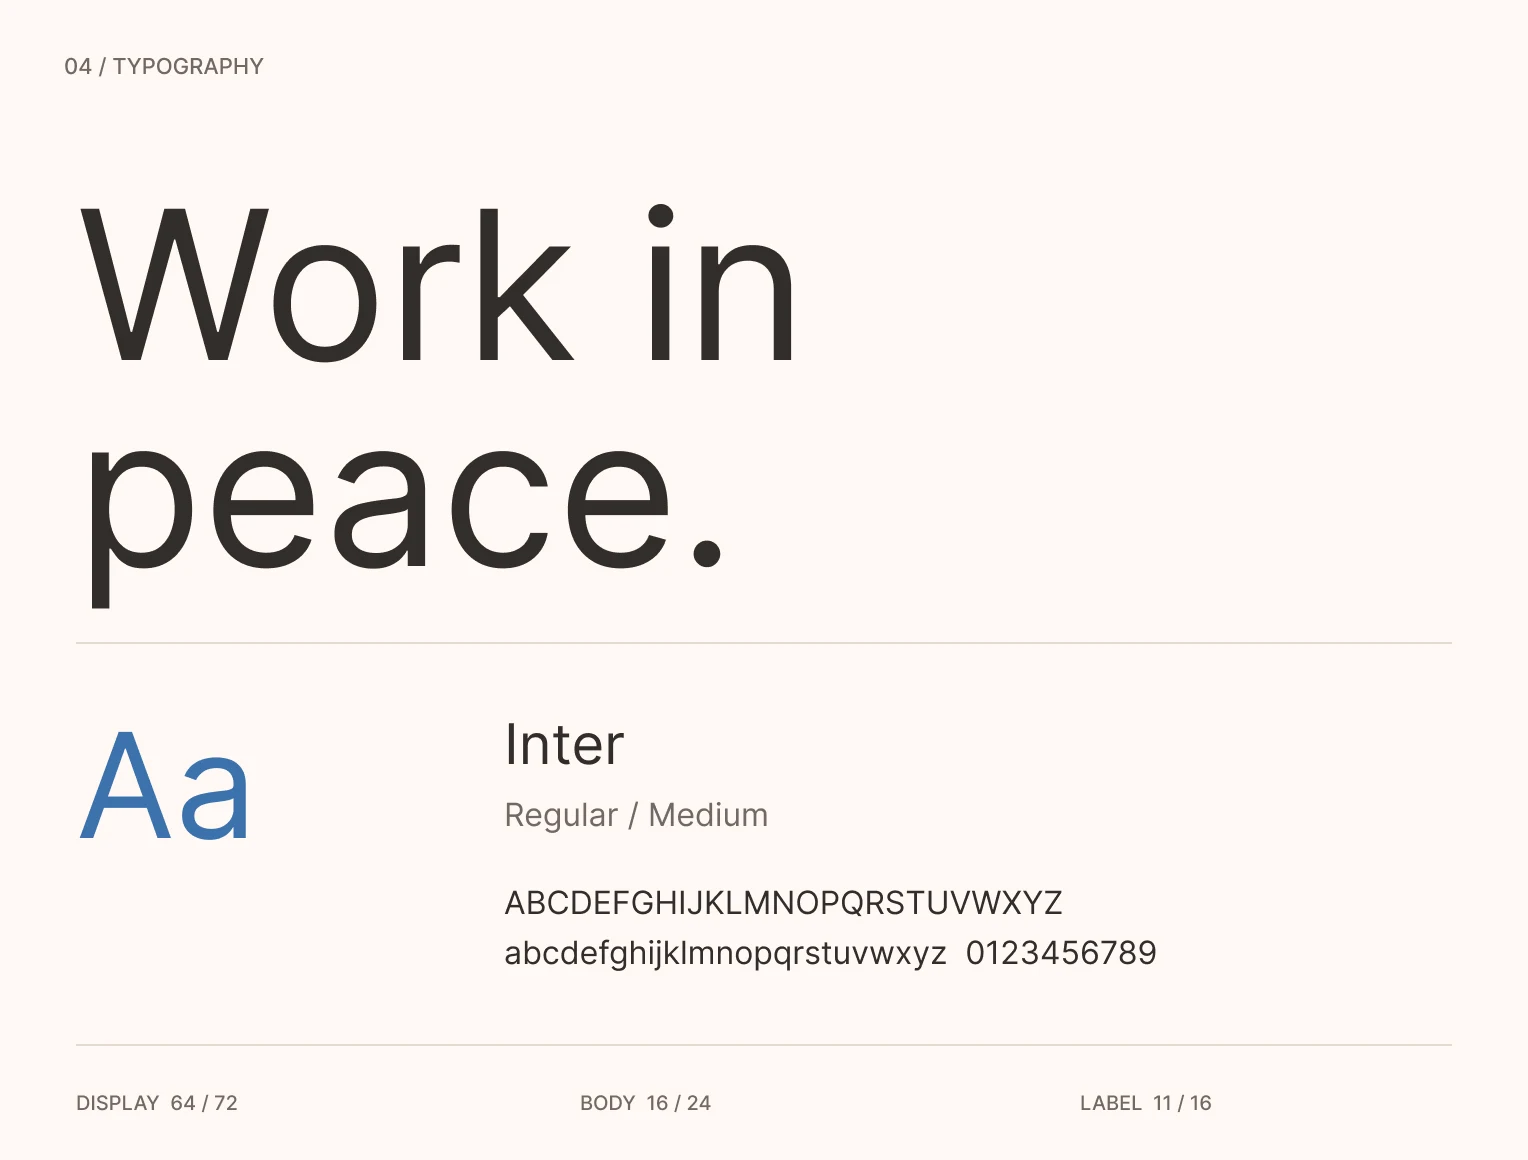 04 / TYPOGRAPHY
Work in
peace.
Aa
Inter
Regular / Medium
ABCDEFGHIJKLMNOPQRSTUVWXYZ
abcdefghijklmnopqrstuvwxyz  0123456789
DISPLAY  64 / 72
BODY  16 / 24
LABEL  11 / 16